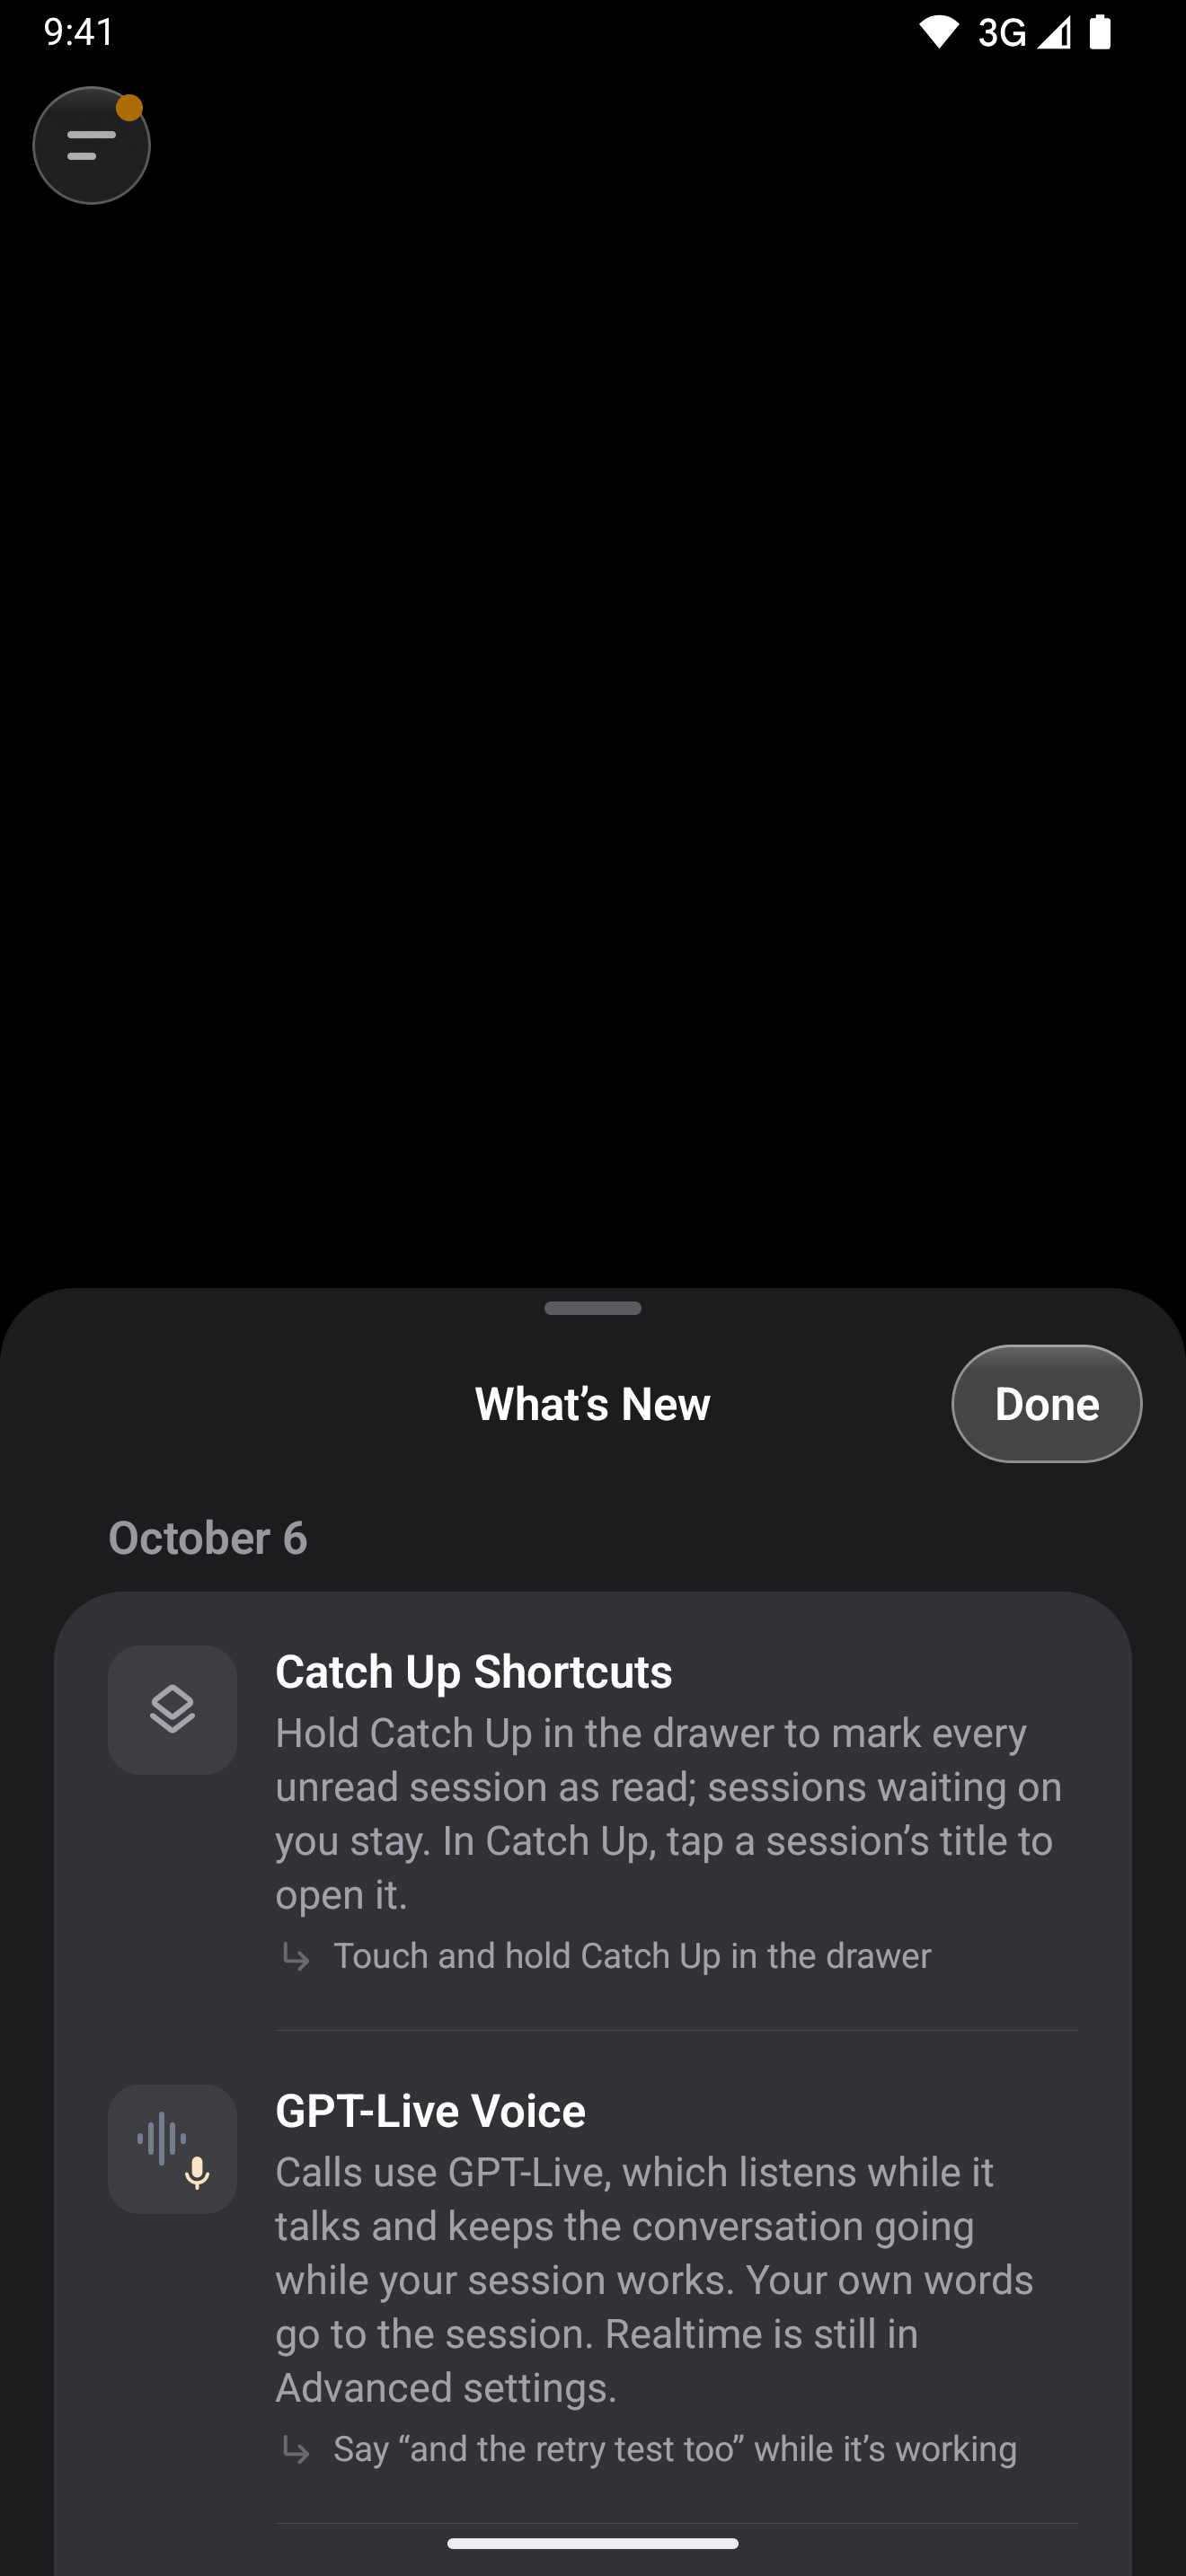 9:41
3G
What’s New
Done
October 6
Catch Up Shortcuts
Hold Catch Up in the drawer to mark every
unread session as read; sessions waiting on
you stay. In Catch Up, tap a session’s title to
open it.
Touch and hold Catch Up in the drawer
GPT-Live Voice
Calls use GPT-Live, which listens while it
talks and keeps the conversation going
while your session works. Your own words
go to the session. Realtime is still in
Advanced settings.
Say “and the retry test too” while it’s working